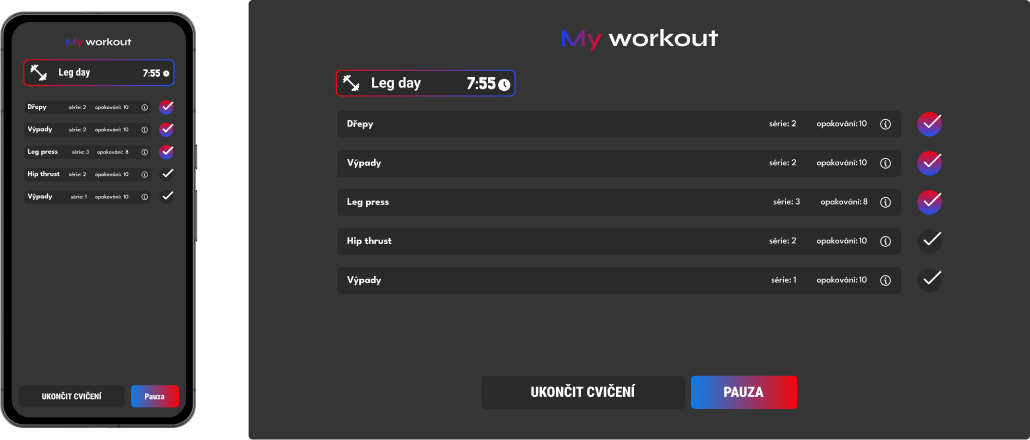 My workout
Leg day 7:55
Dřepy série: 2 opakování: 10
Výpady série: 2 opakování: 10
Leg press série: 3 opakování: 8
Hip thrust série: 2 opakování: 10
Výpady série: 1 opakování: 10
UKONČIT CVIČENÍ Pauza
My workout
Leg day 7:55
Dřepy série: 2 opakování: 10
Výpady série: 2 opakování: 10
Leg press série: 3 opakování: 8
Hip thrust série: 2 opakování: 10
Výpady série: 1 opakování: 10
UKONČIT CVIČENÍ PAUZA